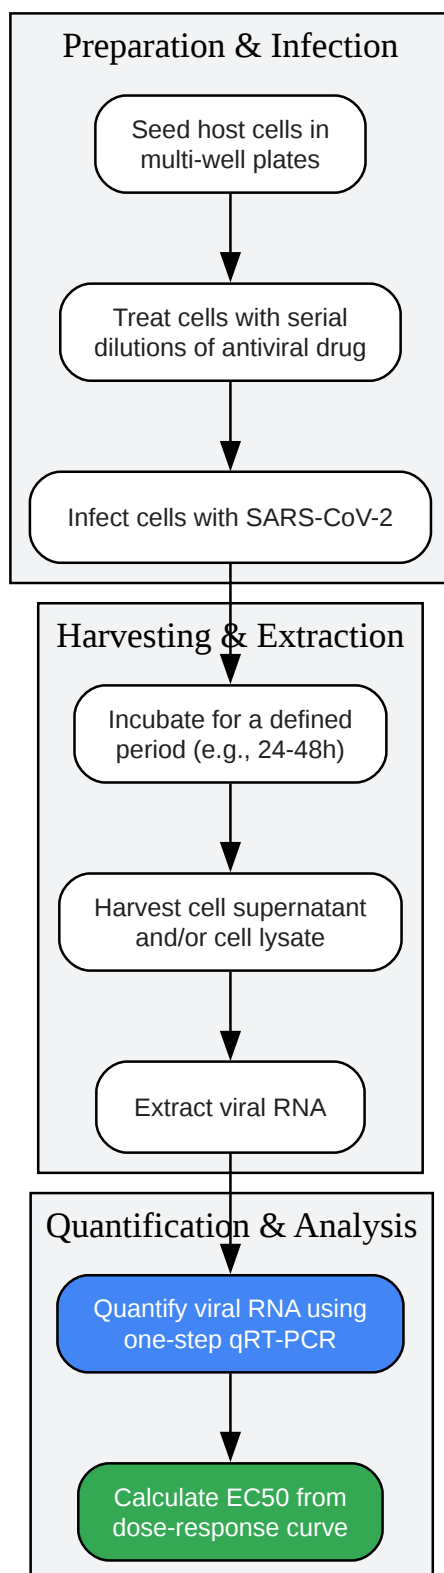 Preparation & Infection
Seed host cells in
multi-well plates
Treat cells with serial
dilutions of antiviral drug
Infect cells with SARS-CoV-2
Harvesting & Extraction
Incubate for a defined
period (e.g., 24-48h)
Harvest cell supernatant
and/or cell lysate
Extract viral RNA
Quantification & Analysis
Quantify viral RNA using
one-step qRT-PCR
Calculate EC50 from
dose-response curve